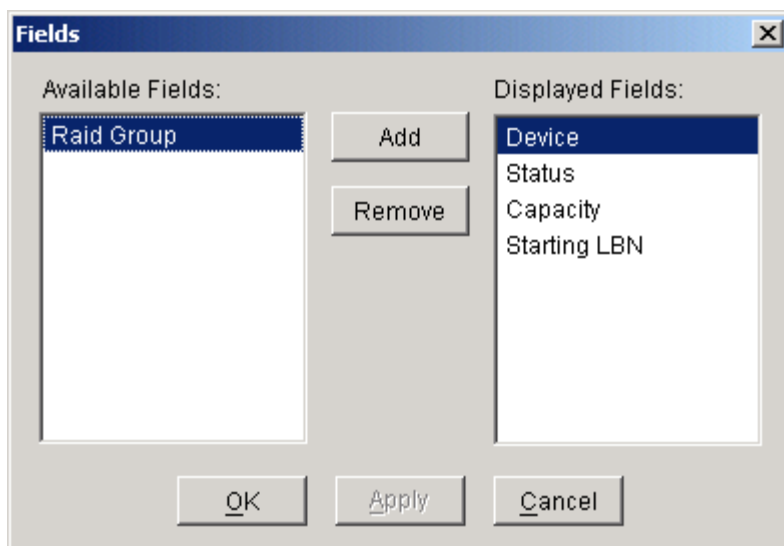 Fields
Available Fields:
Raid Group
Add
Remove
Displayed Fields:
Device
Status
Capacity
Starting LBN
OK
Apply
Cancel